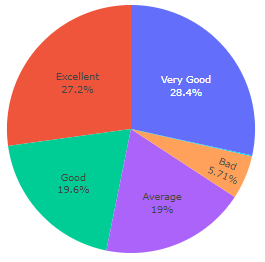 Excellent
27.2%
Very Good
28.4%
Bad
5.71%
Good
19.6%
Average
19%